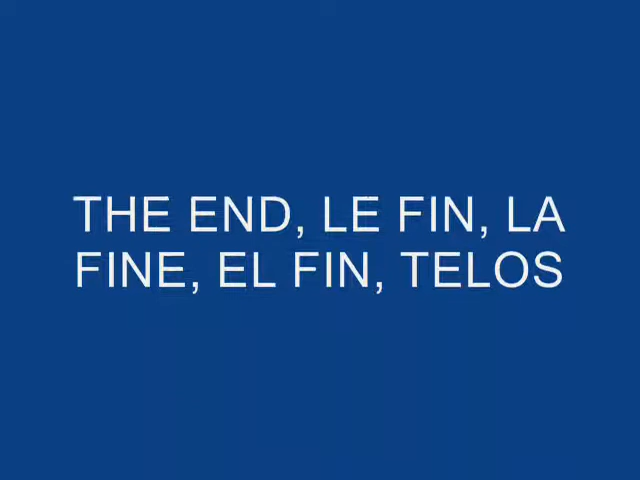 THE END, LE FIN, LA
FINE, EL FIN, TELOS